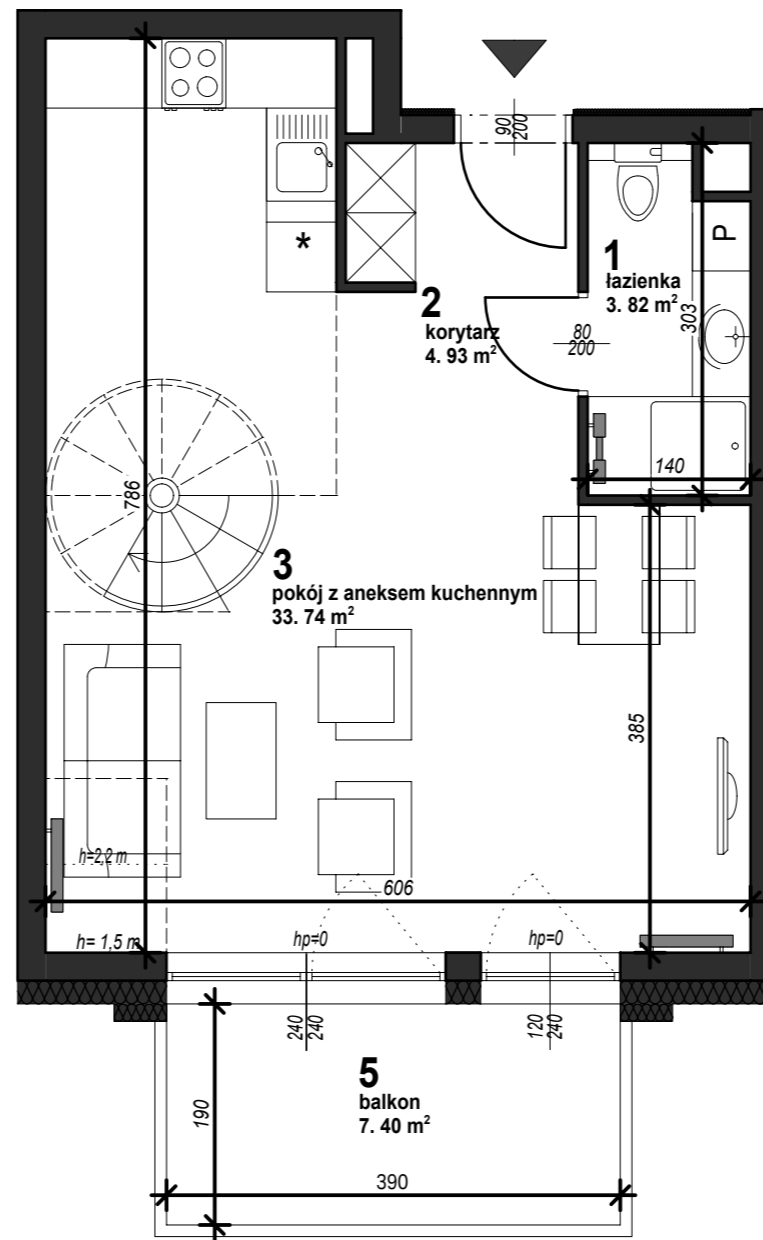 90
200
1
łazienka
3. 82 m²
P
303
2
korytarz
4. 93 m²
80
200
*
140
786
3
pokój z aneksem kuchennym
33. 74 m²
385
h=2,2 m
606
h= 1,5 m
hp=0
hp=0
240
240
120
240
5
balkon
7. 40 m²
190
390